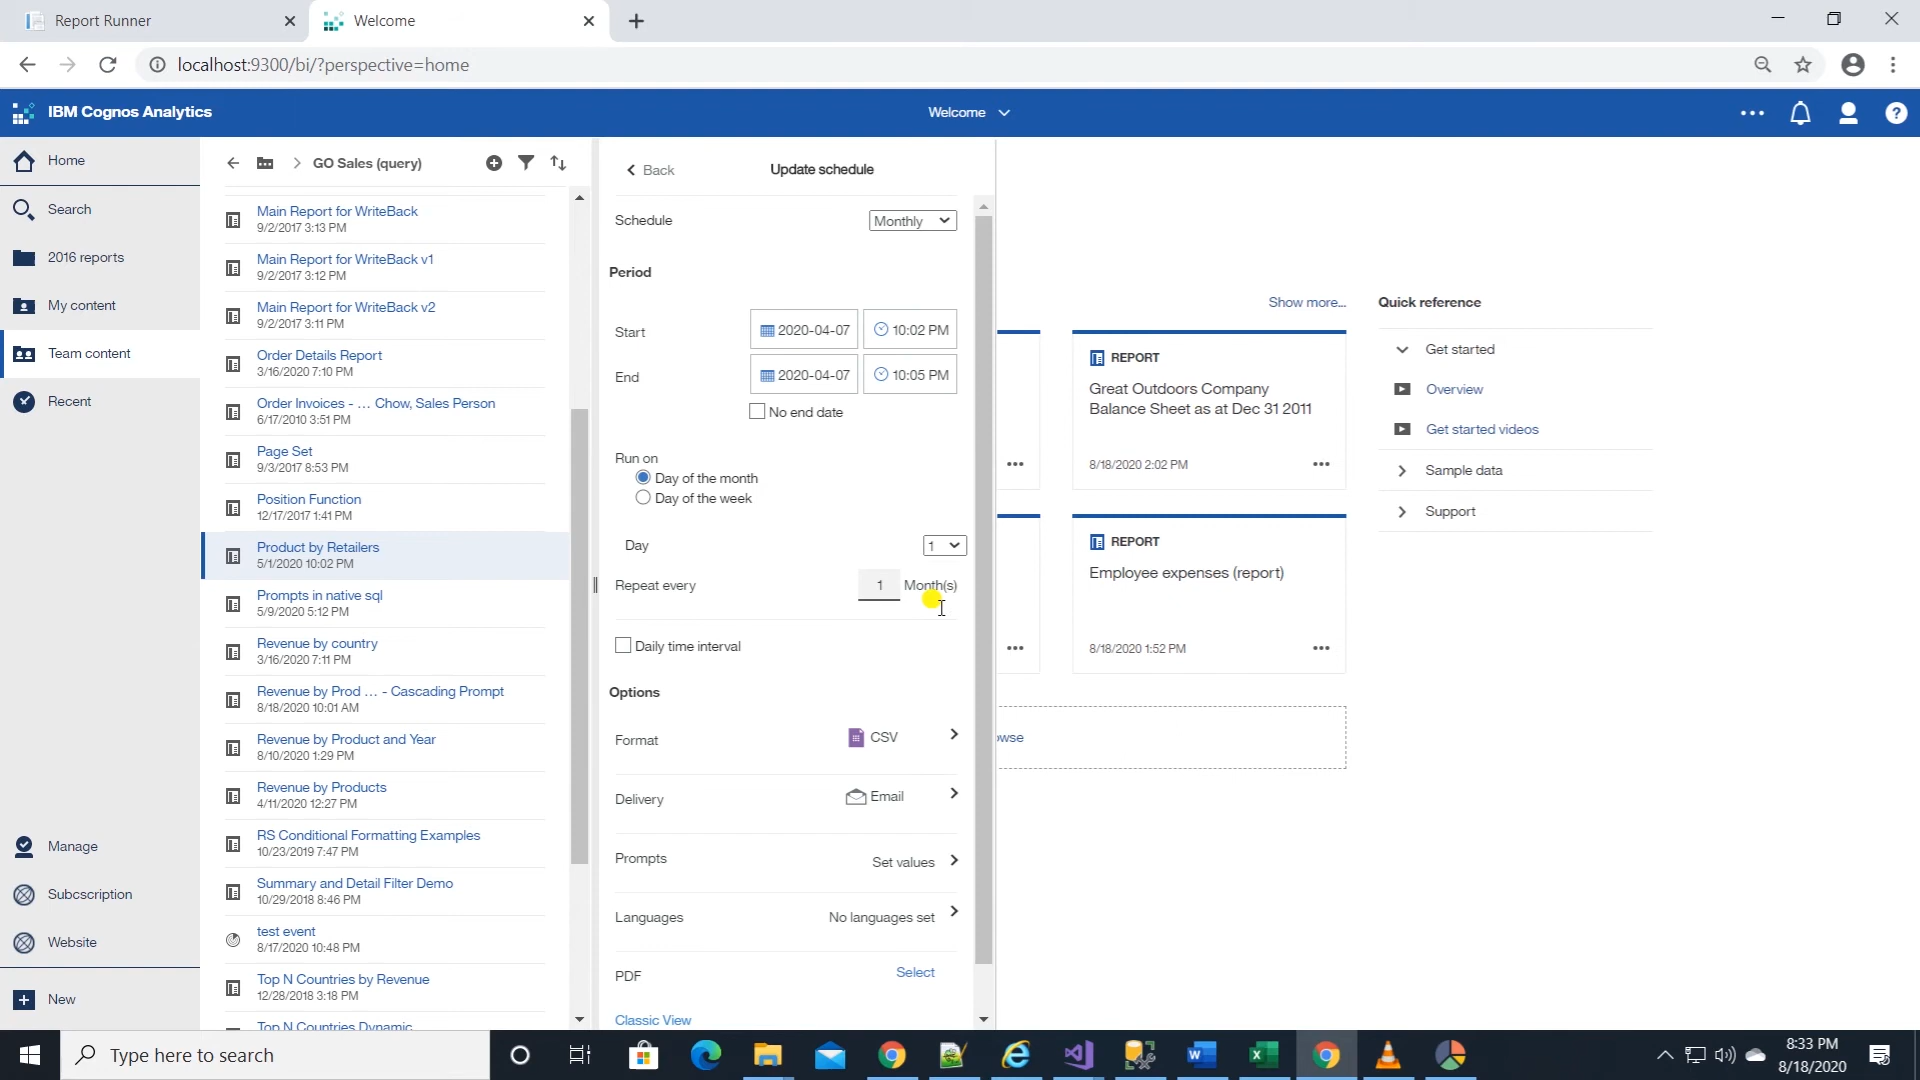 Report Runner
Welcome
localhost:9300/bi/?perspective=home
IBM Cognos Analytics
Welcome
Home
Search
2016 reports
My content
Team content
Recent
Manage
Subcscription
Website
New
GO Sales (query)
Main Report for WriteBack
9/2/2017 3:13 PM
Main Report for WriteBack v1
9/2/2017 3:12 PM
Main Report for WriteBack v2
9/2/2017 3:11 PM
Order Details Report
3/16/2020 7:10 PM
Order Invoices - ... Chow, Sales Person
6/17/2010 3:51 PM
Page Set
9/3/2017 8:53 PM
Position Function
12/17/2017 1:41 PM
Product by Retailers
5/1/2020 10:02 PM
Prompts in native sql
5/9/2020 5:12 PM
Revenue by country
3/16/2020 7:11 PM
Revenue by Prod ... - Cascading Prompt
8/18/2020 10:01 AM
Revenue by Product and Year
8/10/2020 1:29 PM
Revenue by Products
4/11/2020 12:27 PM
RS Conditional Formatting Examples
10/23/2019 7:47 PM
Summary and Detail Filter Demo
10/29/2018 8:46 PM
test event
8/17/2020 10:48 PM
Top N Countries by Revenue
12/28/2018 3:18 PM
Top N Countries Dynamic
Back
Update schedule
Schedule Monthly
Period
Start 2020-04-07 10:02 PM
End 2020-04-07 10:05 PM
No end date
Run on
Day of the month
Day of the week
Day 1
Repeat every 1 Month(s)
Daily time interval
Options
Format CSV
Delivery Email
Prompts Set values
Languages No languages set
PDF Select
Classic View
Show more...
REPORT
Great Outdoors Company
Balance Sheet as at Dec 31 2011
8/18/2020 2:02 PM
REPORT
Employee expenses (report)
8/18/2020 1:52 PM
owse
Quick reference
Get started
Overview
Get started videos
Sample data
Support
Type here to search
8:33 PM
8/18/2020